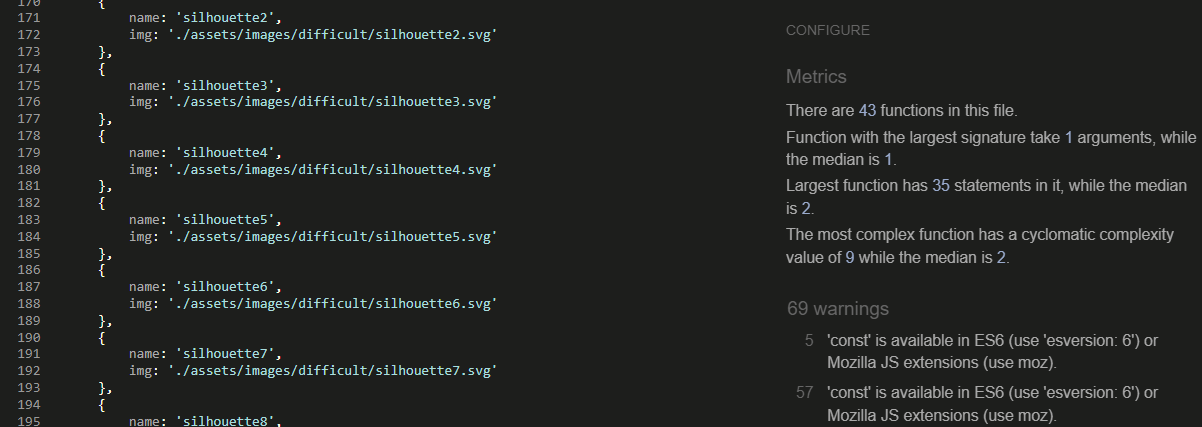 170 {
171 name: 'silhouette2',
172 img: './assets/images/difficult/silhouette2.svg'
173 },
174 {
175 name: 'silhouette3',
176 img: './assets/images/difficult/silhouette3.svg'
177 },
178 {
179 name: 'silhouette4',
180 img: './assets/images/difficult/silhouette4.svg'
181 },
182 {
183 name: 'silhouette5',
184 img: './assets/images/difficult/silhouette5.svg'
185 },
186 {
187 name: 'silhouette6',
188 img: './assets/images/difficult/silhouette6.svg'
189 },
190 {
191 name: 'silhouette7',
192 img: './assets/images/difficult/silhouette7.svg'
193 },
194 {
195 name: 'silhouette8',
CONFIGURE
Metrics
There are 43 functions in this file.
Function with the largest signature take 1 arguments, while
the median is 1.
Largest function has 35 statements in it, while the median
is 2.
The most complex function has a cyclomatic complexity
value of 9 while the median is 2.
69 warnings
5 'const' is available in ES6 (use 'esversion: 6') or
Mozilla JS extensions (use moz).
57 'const' is available in ES6 (use 'esversion: 6') or
Mozilla JS extensions (use moz).